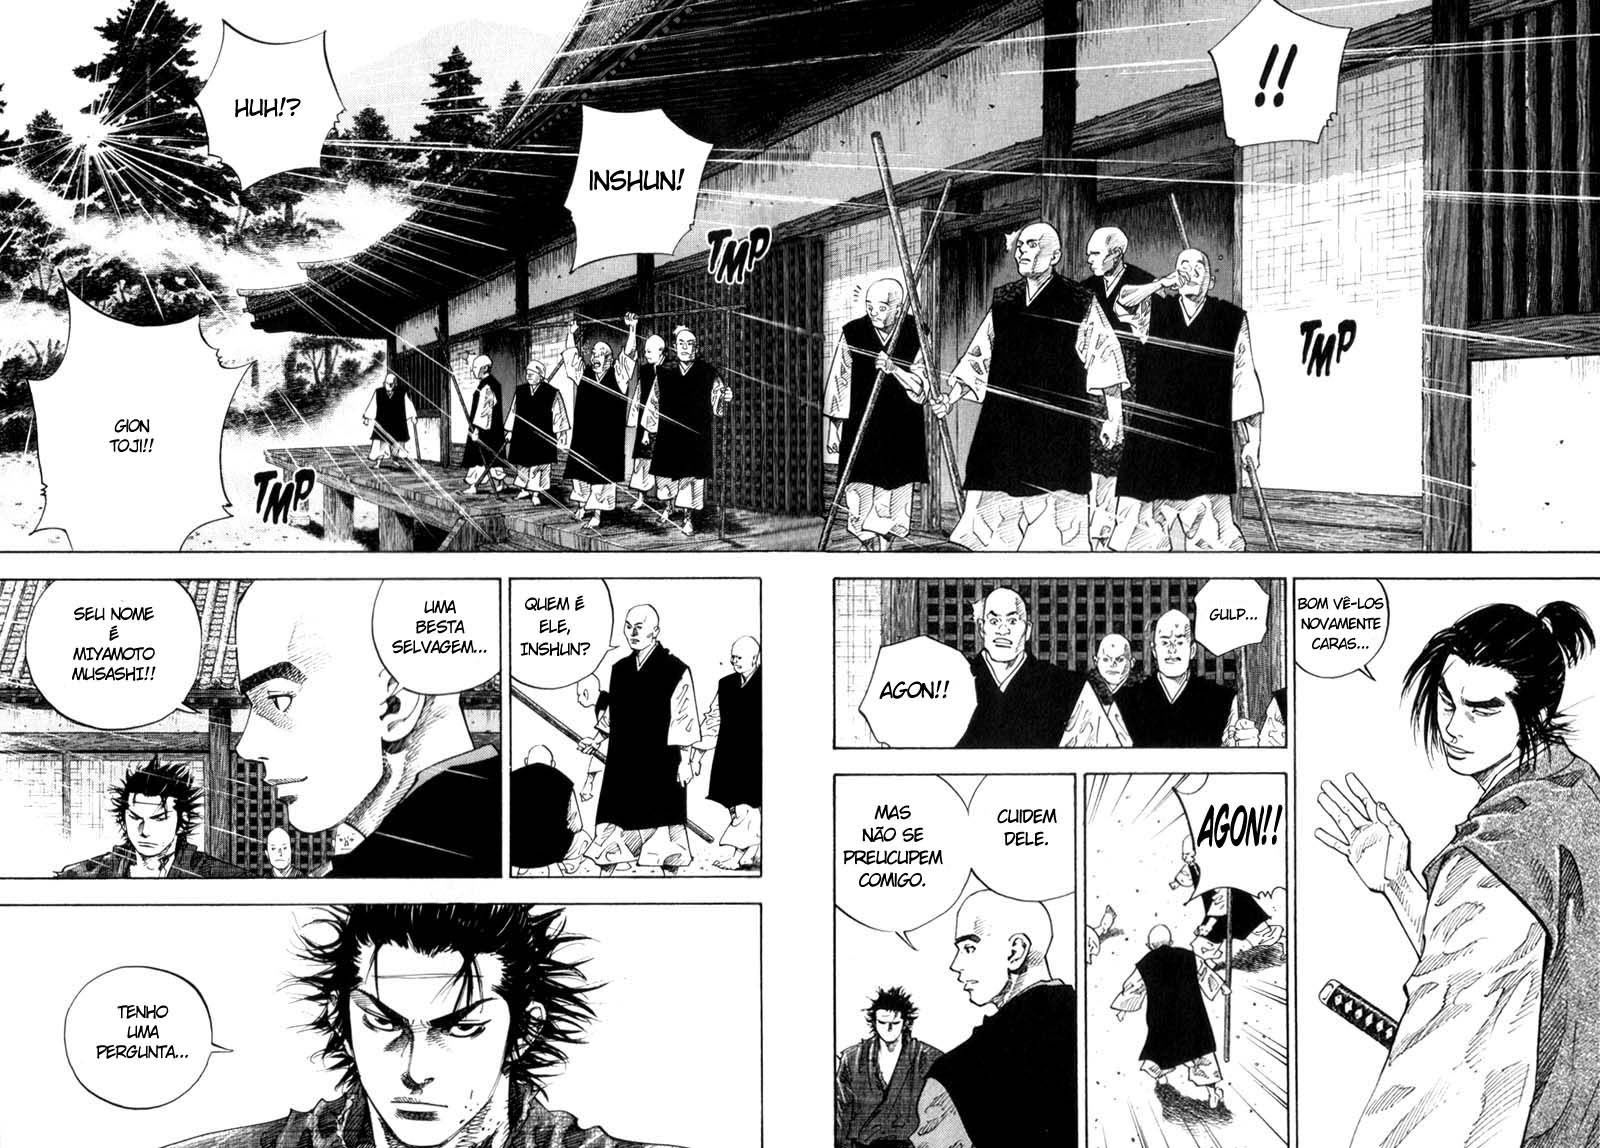 !!
INSHUN!
HUH!?
TMP
TMP
TMP
GION
TOJI!!
BOM VÊ-LOS
NOVAMENTE
CARAS...
GULP...
AGON!!
AGON!!
CUIDEM
DELE.
MAS
NÃO SE
PREUCUPEM
COMIGO.
QUEM É
ELE,
INSHUN?
UMA
BESTA
SELVAGEM...
SEU NOME
É
MIYAMOTO
MUSASHI!!
TENHO
UMA
PERGUNTA...